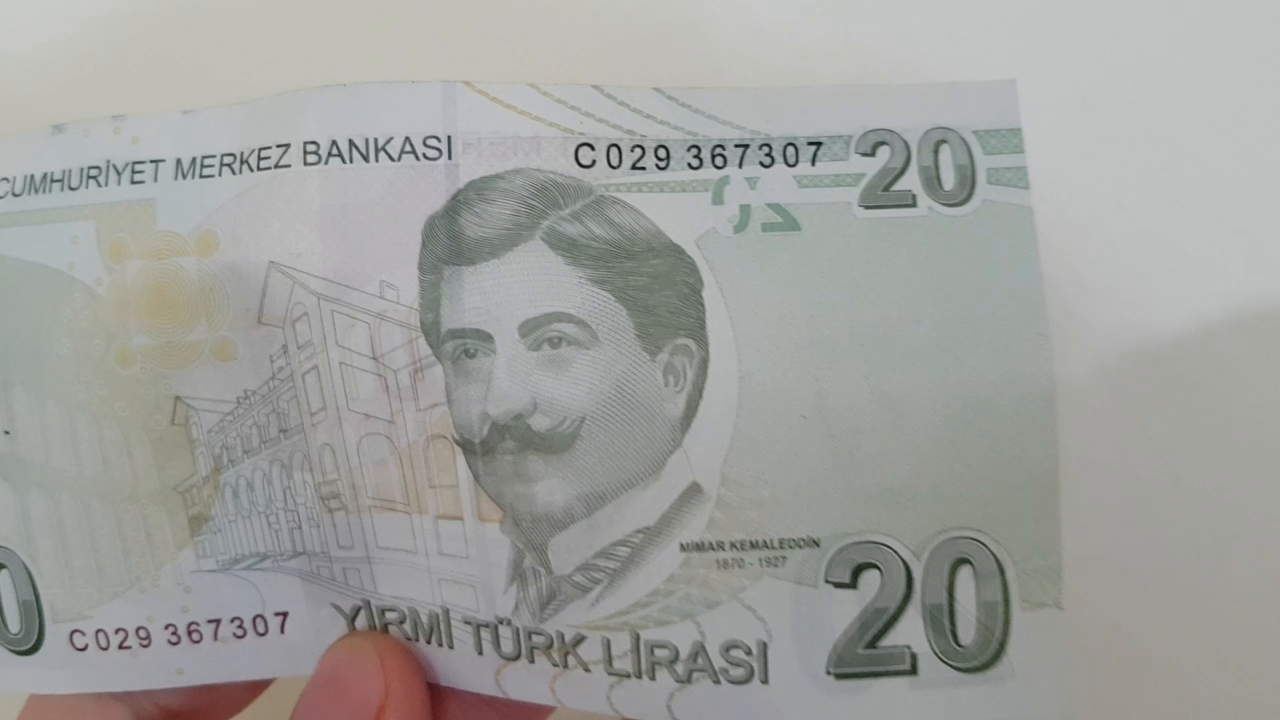 CUMHURİYET MERKEZ BANKASI
C029 367307
20
MİMAR KEMALEDDİN
1870 - 1927
20
0
C029 367307
YİRMİ TÜRK LİRASI